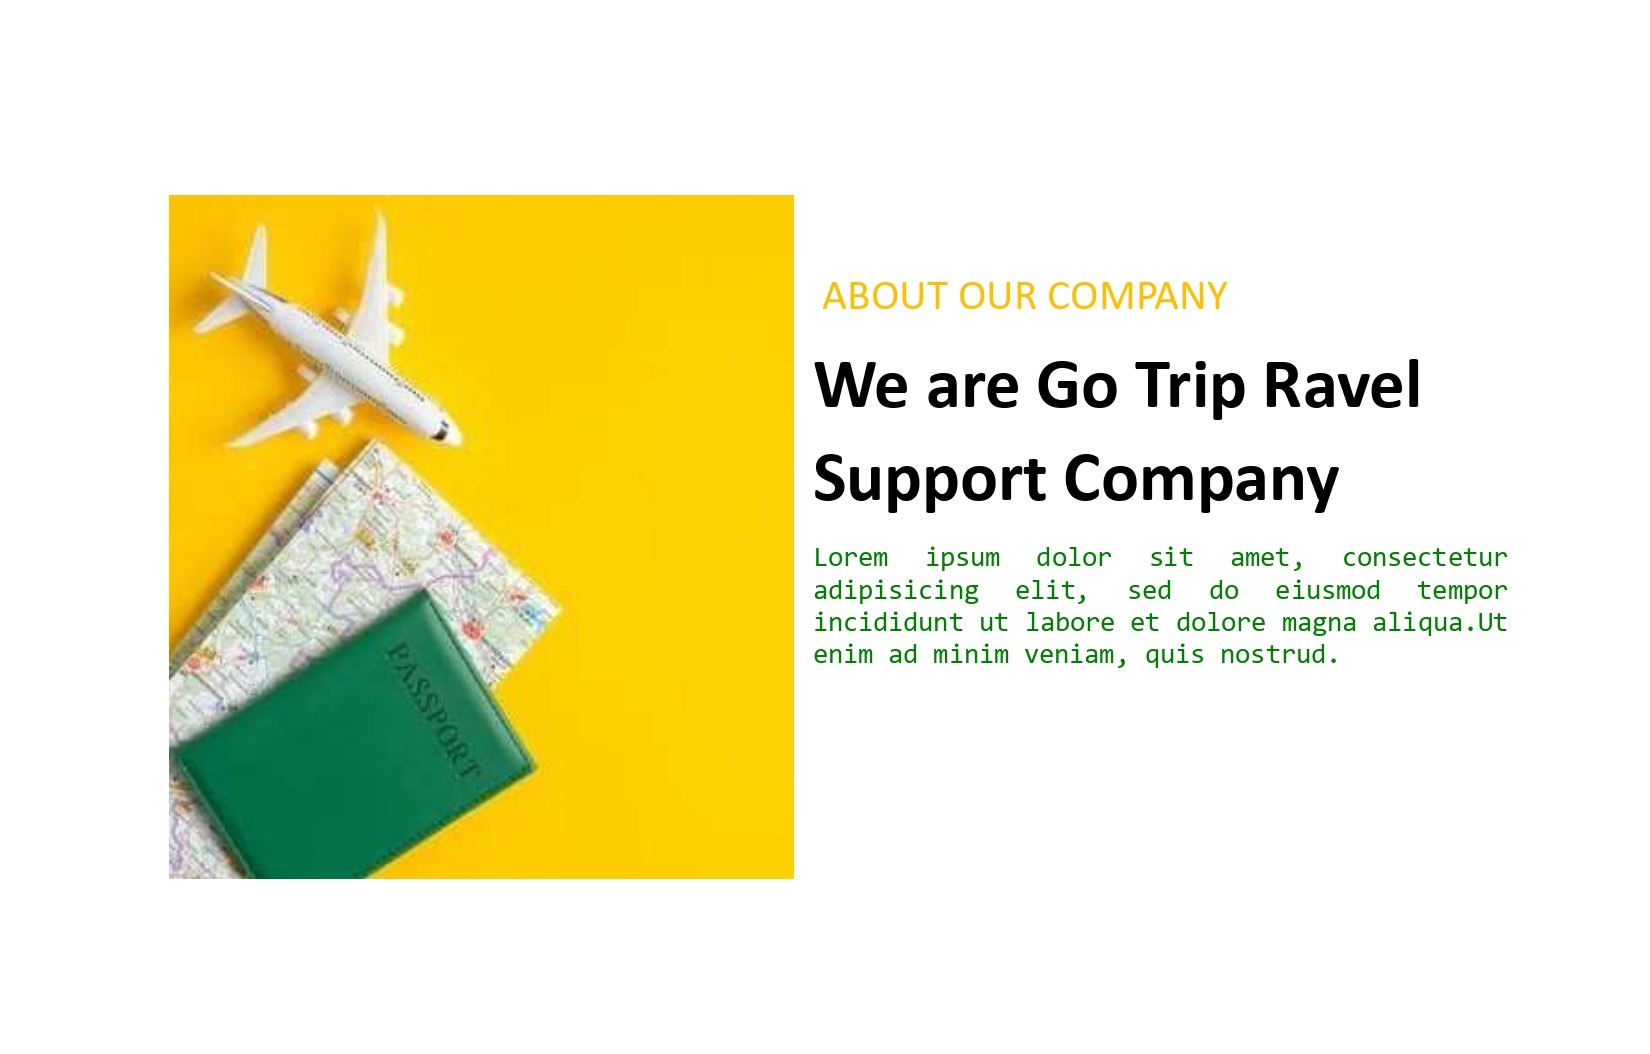 ABOUT OUR COMPANY
We are Go Trip Ravel
Support Company
Lorem ipsum dolor sit amet, consectetur
adipisicing elit, sed do eiusmod tempor
incididunt ut labore et dolore magna aliqua.Ut
enim ad minim veniam, quis nostrud.
PASSPORT